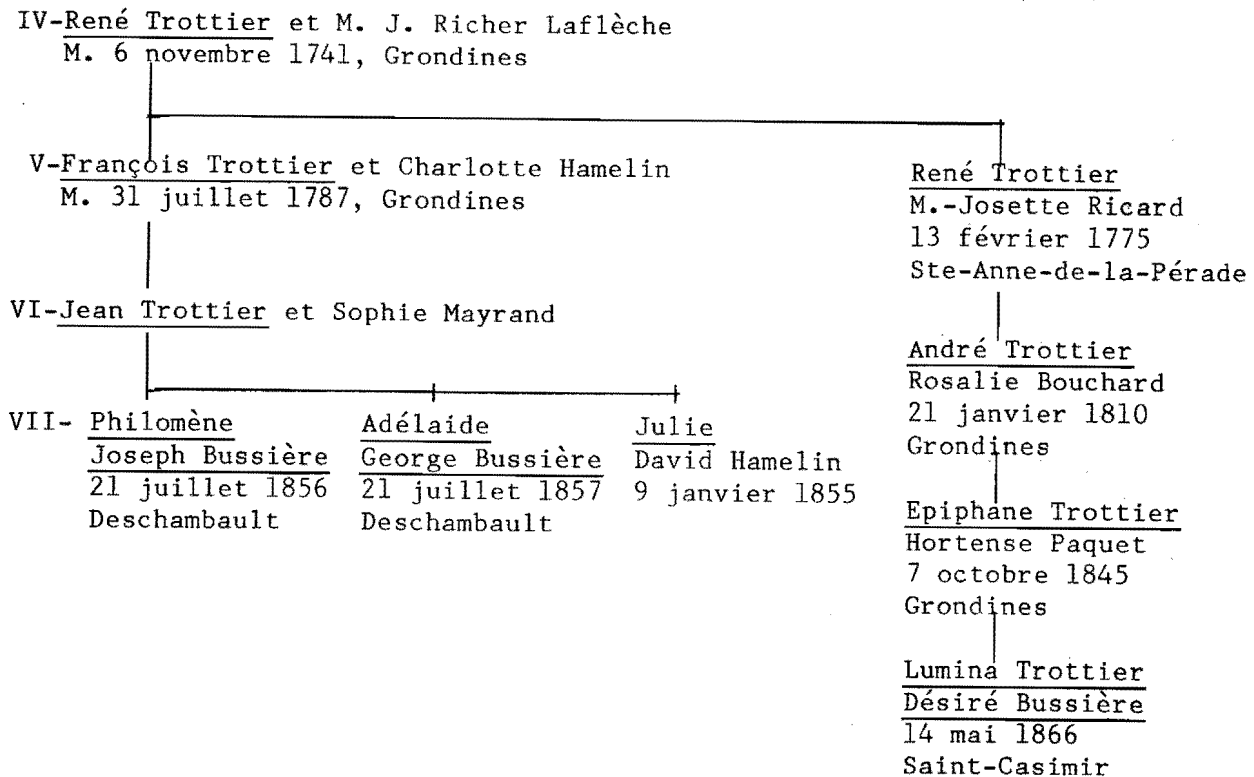 IV-René Trottier et M. J. Richer Laflèche
M. 6 novembre 1741, Grondines
V-François Trottier et Charlotte Hamelin
M. 31 juillet 1787, Grondines
VI-Jean Trottier et Sophie Mayrand
VII- Philomène
Joseph Bussière
21 juillet 1856
Deschambault
Adélaide
George Bussière
21 juillet 1857
Deschambault
Julie
David Hamelin
9 janvier 1855
René Trottier
M.-Josette Ricard
13 février 1775
Ste-Anne-de-la-Pérade
André Trottier
Rosalie Bouchard
21 janvier 1810
Grondines
Epiphane Trottier
Hortense Paquet
7 octobre 1845
Grondines
Lumina Trottier
Désiré Bussière
14 mai 1866
Saint-Casimir